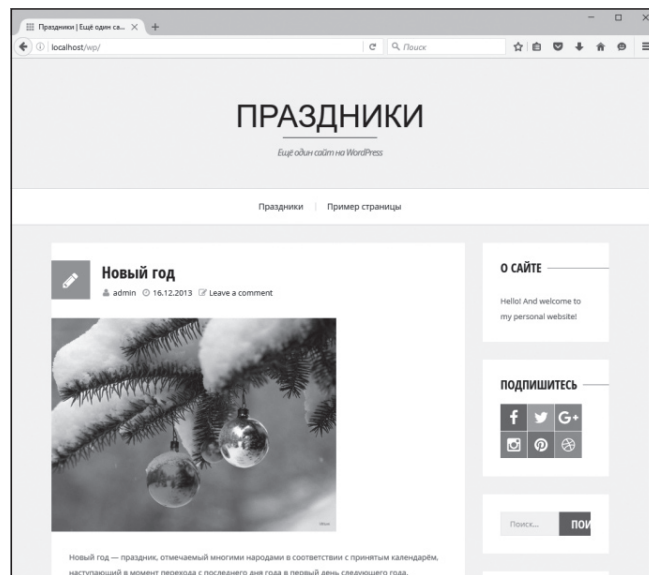 Праздники | Ещё один са...
localhost/wp/
Поиск
ПРАЗДНИКИ
Ещё один сайт на WordPress
Праздники
Пример страницы
Новый год
admin 16.12.2013 Leave a comment
Новый год — праздник, отмечаемый многими народами в соответствии с принятым календарём,
наступающий в момент перехода с последнего дня года в первый день следующего года.
О САЙТЕ
Hello! And welcome to
my personal website!
ПОДПИШИТЕСЬ
f G+
Поиск... ПОИ